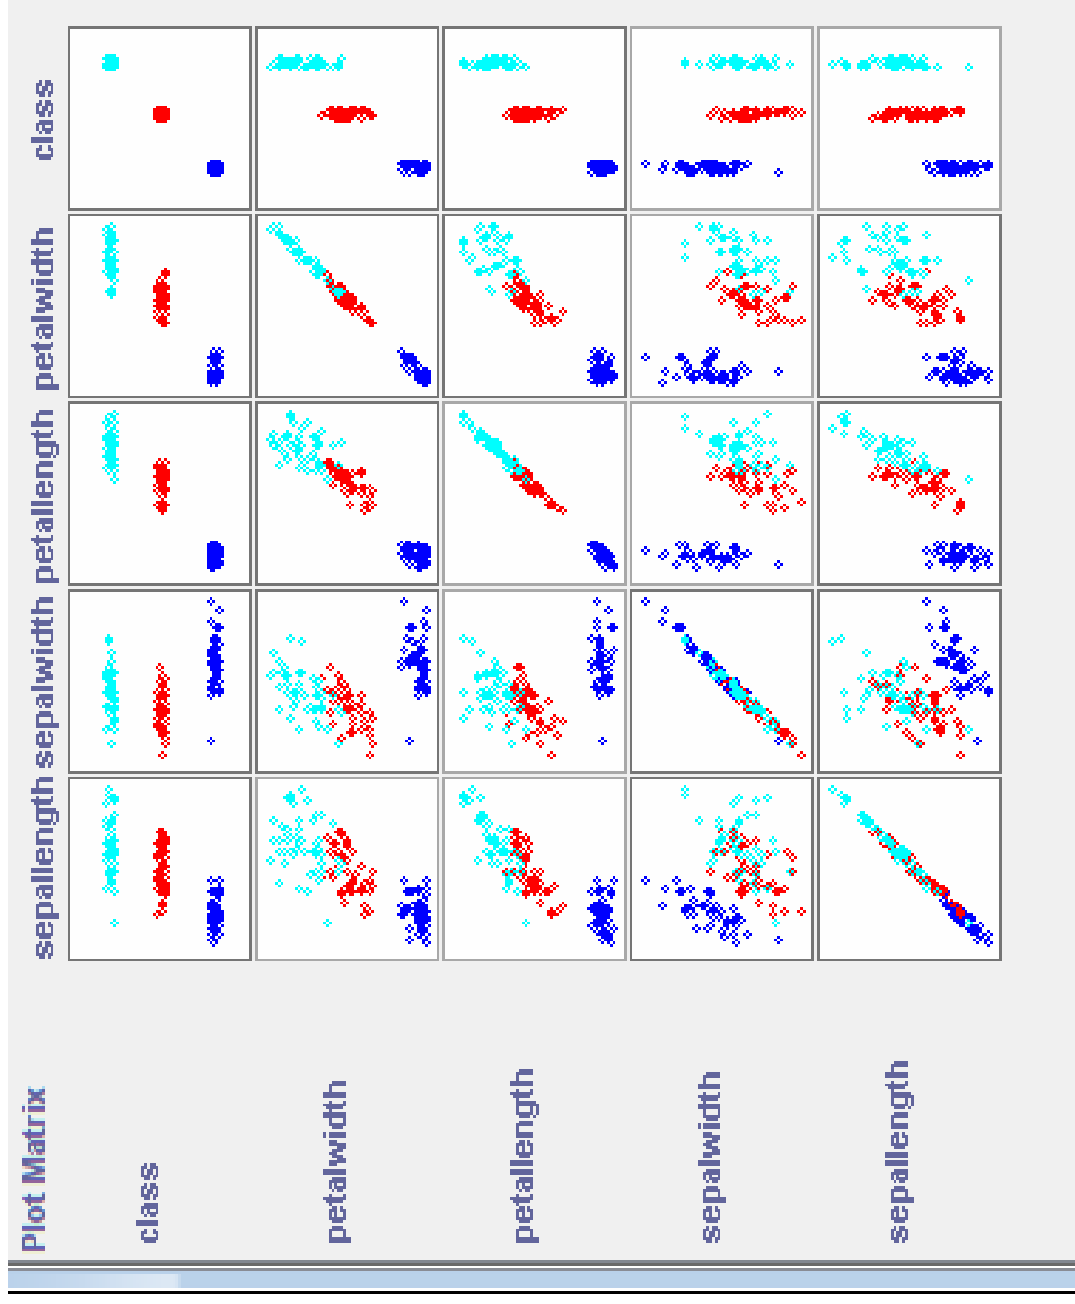 Plot Matrix
sepallength
sepalwidth
petallength
petalwidth
class
class
petalwidth
petallength
sepalwidth
sepallength